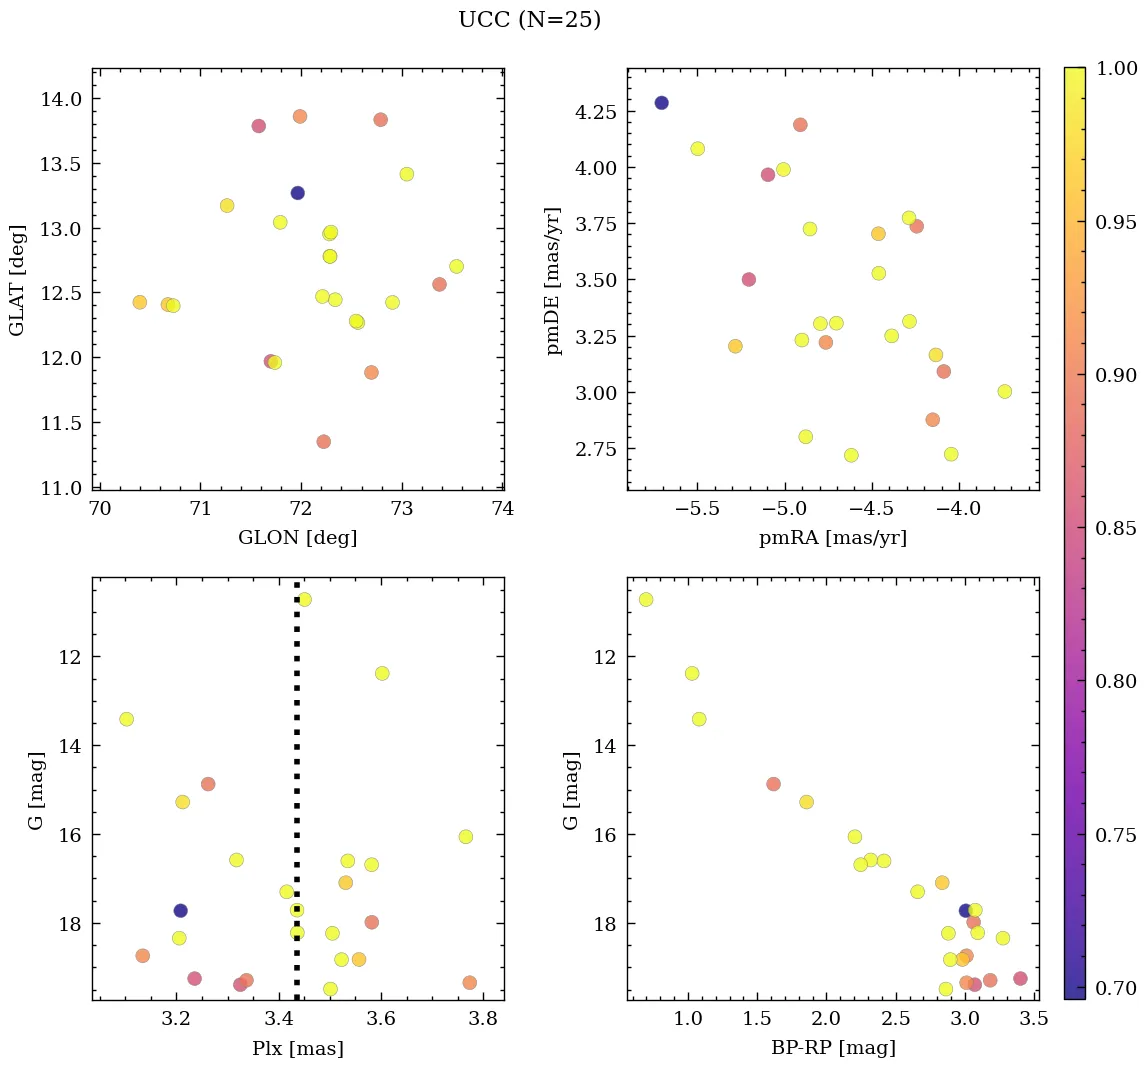 UCC (N=25)
14.0
13.5
13.0
12.5
12.0
11.5
11.0
GLAT [deg]
70 71 72 73 74
GLON [deg]
4.25
4.00
3.75
3.50
3.25
3.00
2.75
pmDE [mas/yr]
−5.5 −5.0 −4.5 −4.0
pmRA [mas/yr]
12
14
16
18
G [mag]
3.2 3.4 3.6 3.8
Plx [mas]
12
14
16
18
G [mag]
1.0 1.5 2.0 2.5 3.0 3.5
BP-RP [mag]
1.00
0.95
0.90
0.85
0.80
0.75
0.70